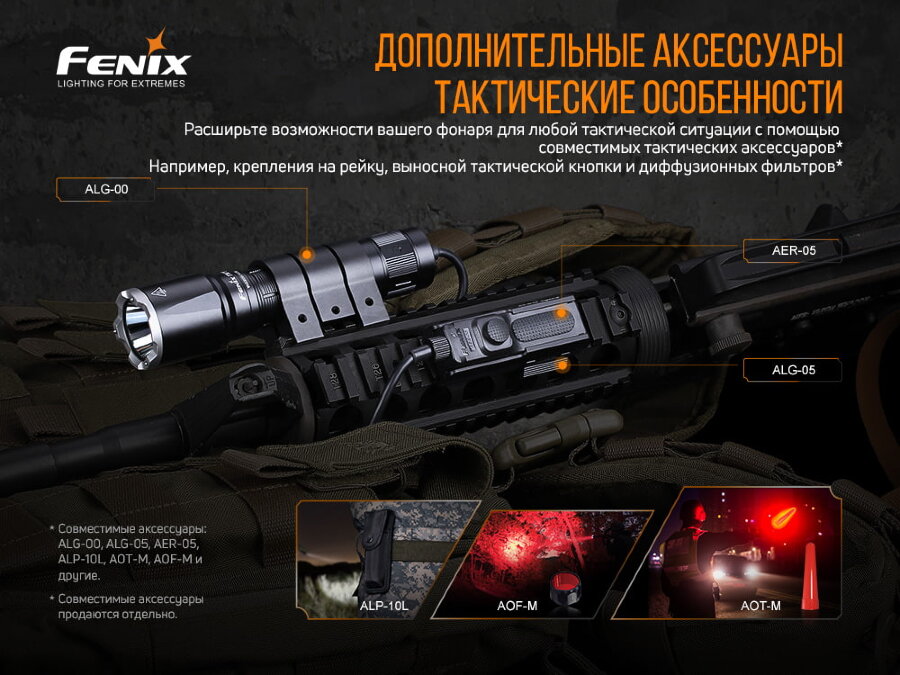 FENIX
LIGHTING FOR EXTREMES
ДОПОЛНИТЕЛЬНЫЕ АКСЕССУАРЫ
ТАКТИЧЕСКИЕ ОСОБЕННОСТИ
Расширьте возможности вашего фонаря для любой тактической ситуации с помощью
совместимых тактических аксессуаров*
Например, крепления на рейку, выносной тактической кнопки и диффузионных фильтров*
ALG-00
AER-05
ALG-05
* Совместимые аксессуары:
ALG-00, ALG-05, AER-05,
ALP-10L, AOT-M, AOF-M и
другие.
* Совместимые аксессуары
продаются отдельно.
ALP-10L
AOF-M
AOT-M